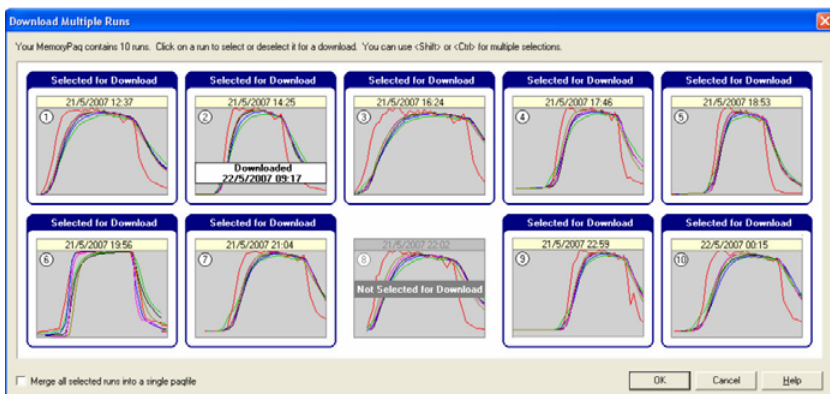 Download Multiple Runs
Your MemoryPaq contains 10 runs. Click on a run to select or deselect it for a download. You can use <Shift> or <Ctrl> for multiple selections.
Selected for Download
21/5/2007 12:37
1
Selected for Download
21/5/2007 14:25
2
Downloaded
22/5/2007 09:17
Selected for Download
21/5/2007 16:24
3
Selected for Download
21/5/2007 17:46
4
Selected for Download
21/5/2007 18:53
5
Selected for Download
21/5/2007 19:56
6
Selected for Download
21/5/2007 21:04
7
21/5/2007 22:02
8
Not Selected for Download
Selected for Download
21/5/2007 22:59
9
Selected for Download
22/5/2007 00:15
10
Merge all selected runs into a single paqfile
OK
Cancel
Help